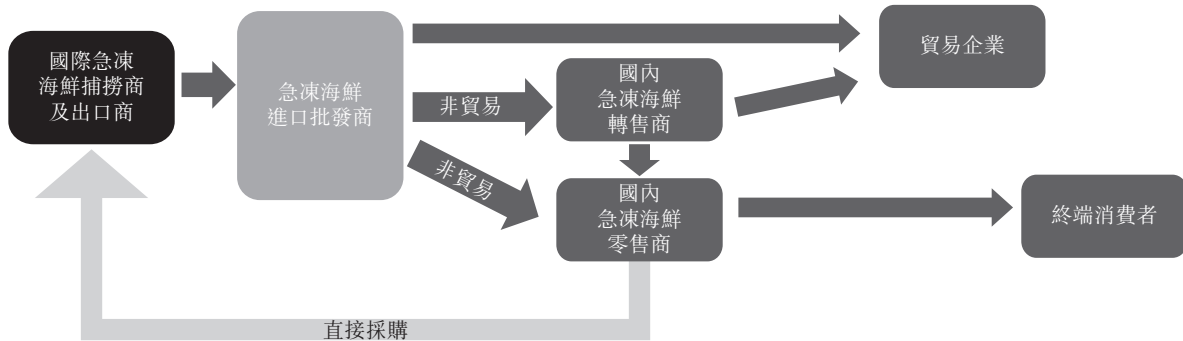 國際急凍
海鮮捕撈商
及出口商
急凍海鮮
進口批發商
非貿易
非貿易
國內
急凍海鮮
轉售商
國內
急凍海鮮
零售商
貿易企業
終端消費者
直接採購